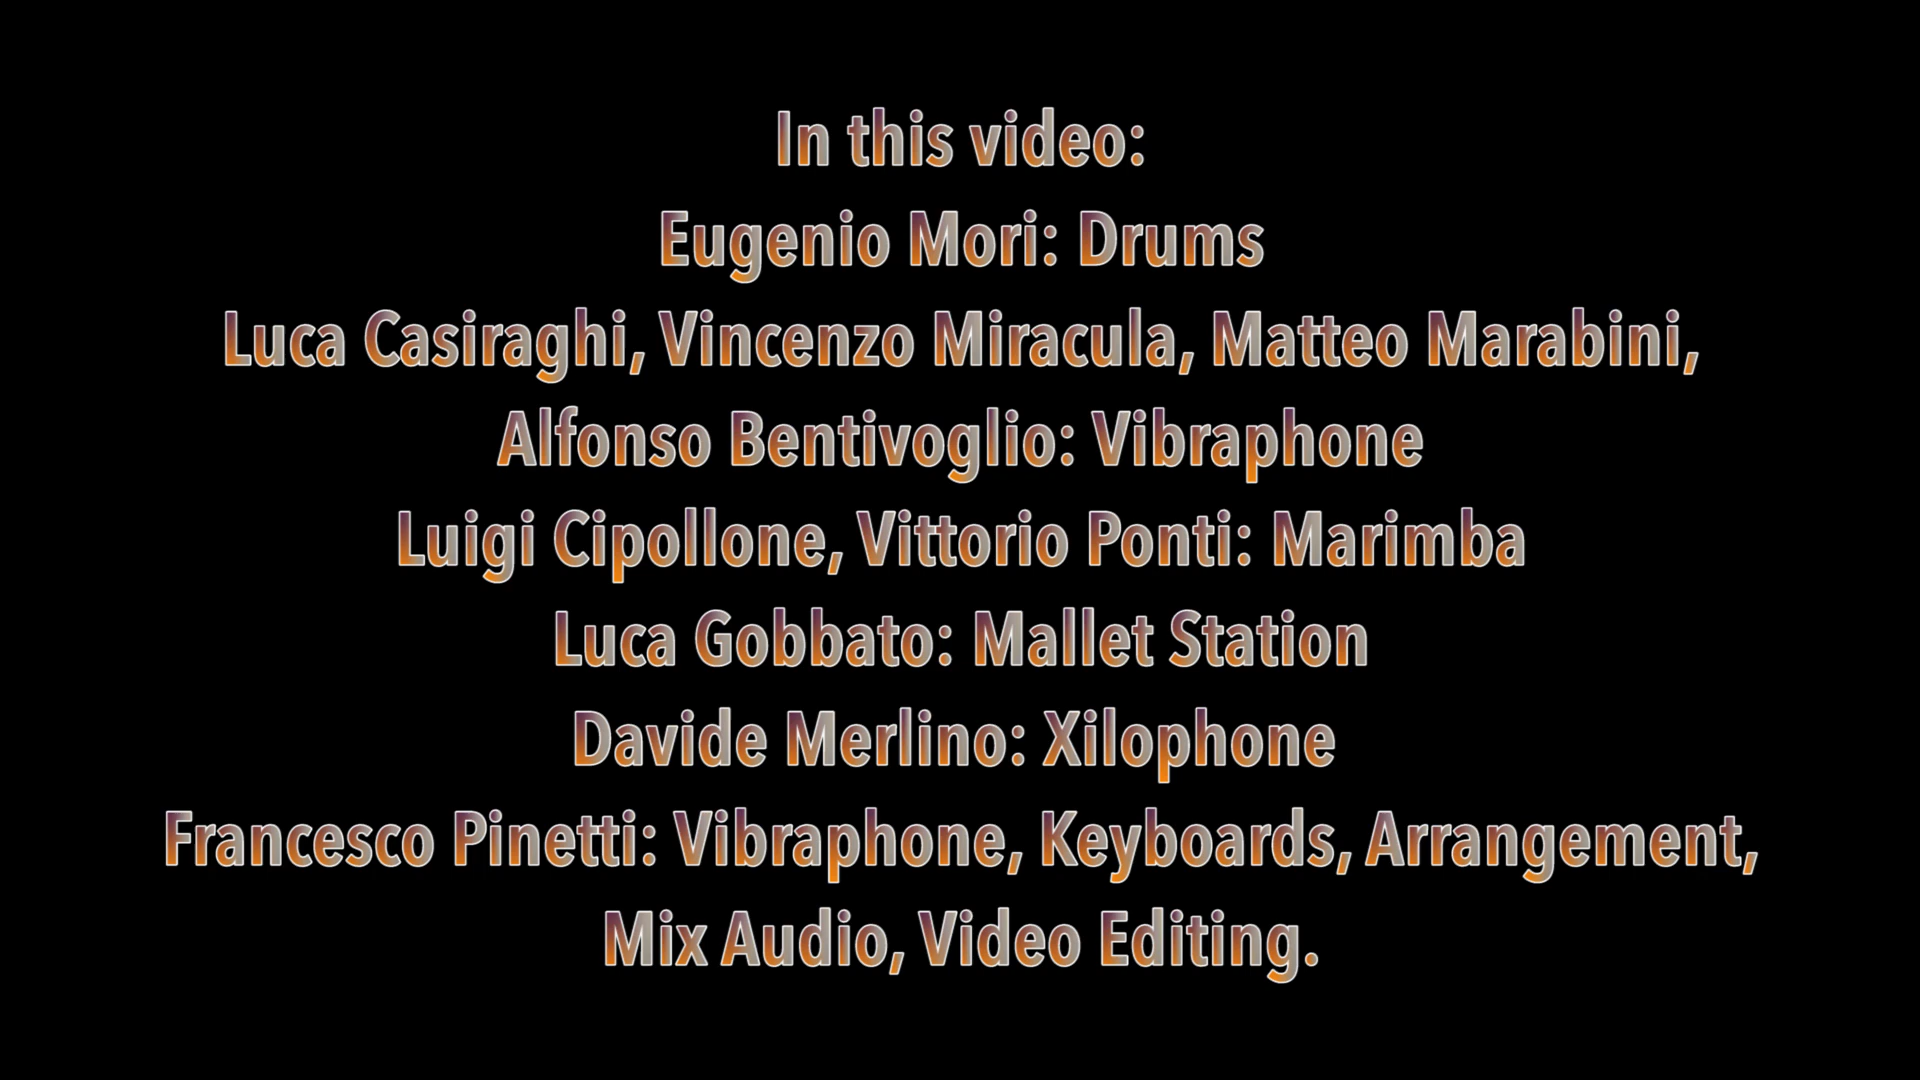 In this video:
Eugenio Mori: Drums
Luca Casiraghi, Vincenzo Miracula, Matteo Marabini,
Alfonso Bentivoglio: Vibraphone
Luigi Cipollone, Vittorio Ponti: Marimba
Luca Gobbato: Mallet Station
Davide Merlino: Xilophone
Francesco Pinetti: Vibraphone, Keyboards, Arrangement,
Mix Audio, Video Editing.